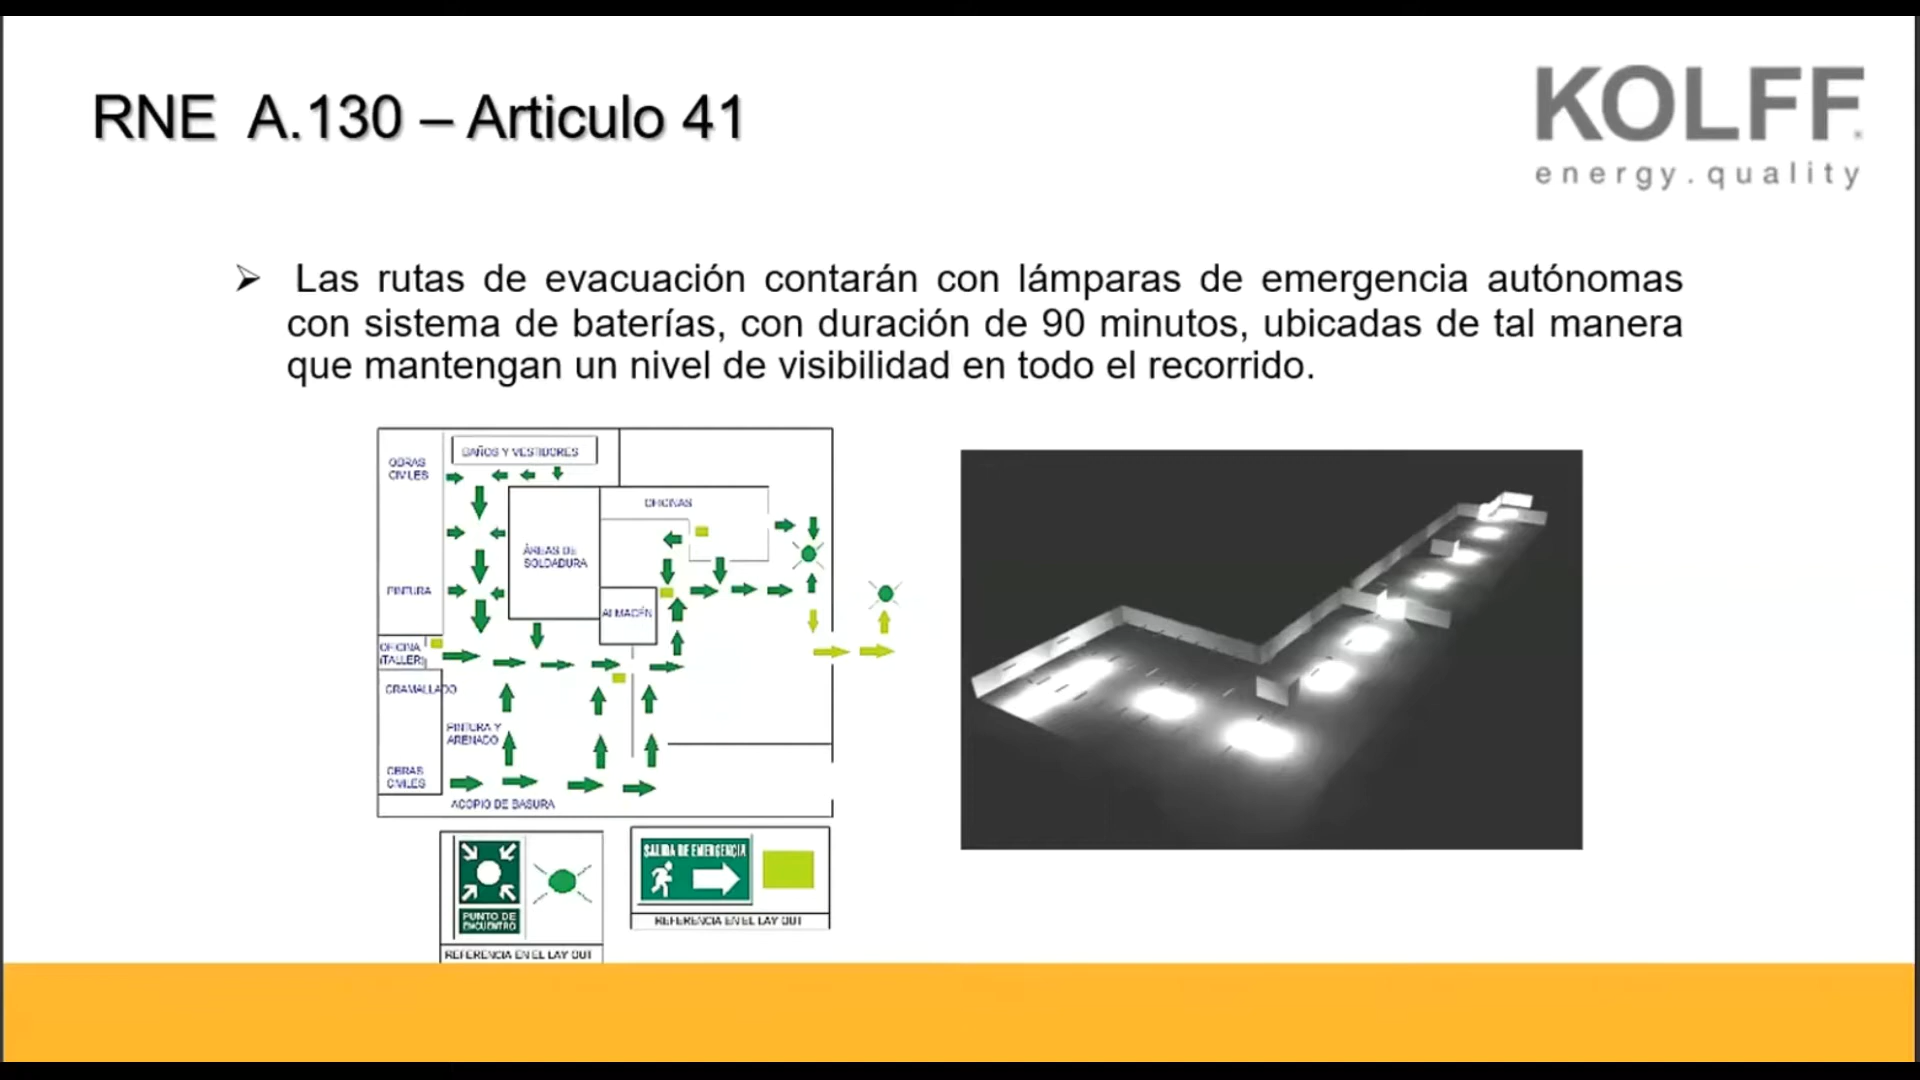 RNE A.130 – Articulo 41
KOLFF
energy.quality
➢ Las rutas de evacuación contarán con lámparas de emergencia autónomas
con sistema de baterías, con duración de 90 minutos, ubicadas de tal manera
que mantengan un nivel de visibilidad en todo el recorrido.
BAÑOS Y VESTIDORES
OBRAS
CIVILES
OFICINAS
ÁREAS DE
SOLDADURA
PINTURA
ALMACÉN
OFICINA
(TALLER)
GRAMALLADO
PINTURA Y
ARENADO
OBRAS
CIVILES
ACOPIO DE BASURA
PUNTO DE
ENCUENTRO
REFERENCIA EN EL LAY OUT
SALIDA DE EMERGENCIA
REFERENCIA EN EL LAY OUT